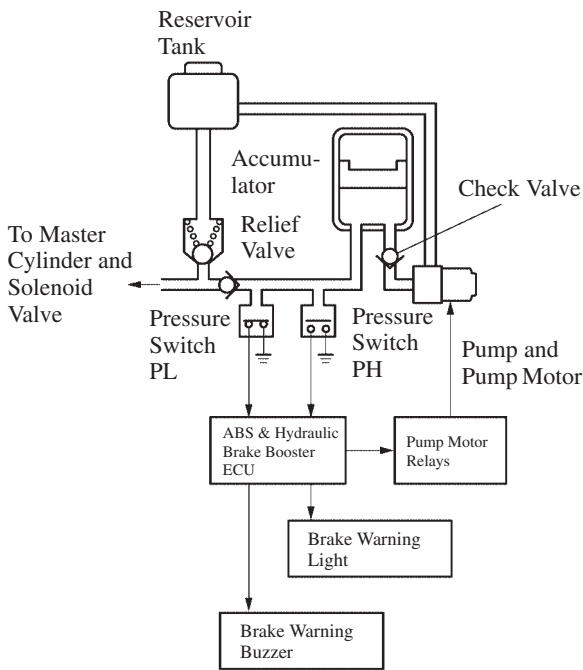 Reservoir
Tank
Accumu-
lator
Check Valve
Relief
Valve
To Master
Cylinder and
Solenoid
Valve
Pressure
Switch
PL
Pressure
Switch
PH
Pump and
Pump Motor
ABS & Hydraulic
Brake Booster
ECU
Pump Motor
Relays
Brake Warning
Light
Brake Warning
Buzzer